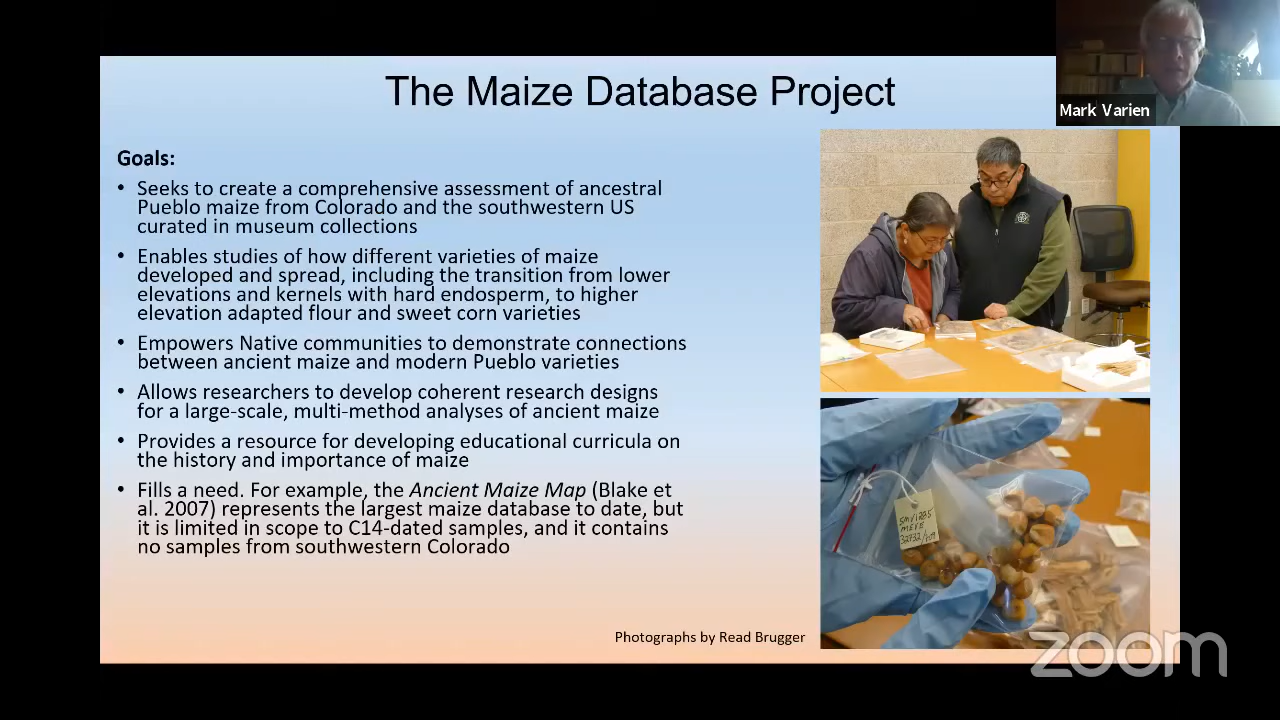 The Maize Database Project
Mark Varien
Goals:
• Seeks to create a comprehensive assessment of ancestral
Pueblo maize from Colorado and the southwestern US
curated in museum collections
• Enables studies of how different varieties of maize
developed and spread, including the transition from lower
elevations and kernels with hard endosperm, to higher
elevation adapted flour and sweet corn varieties
• Empowers Native communities to demonstrate connections
between ancient maize and modern Pueblo varieties
• Allows researchers to develop coherent research designs
for a large-scale, multi-method analyses of ancient maize
• Provides a resource for developing educational curricula on
the history and importance of maize
• Fills a need. For example, the Ancient Maize Map (Blake et
al. 2007) represents the largest maize database to date, but
it is limited in scope to C14-dated samples, and it contains
no samples from southwestern Colorado
MEVE
Photographs by Read Brugger
zoom